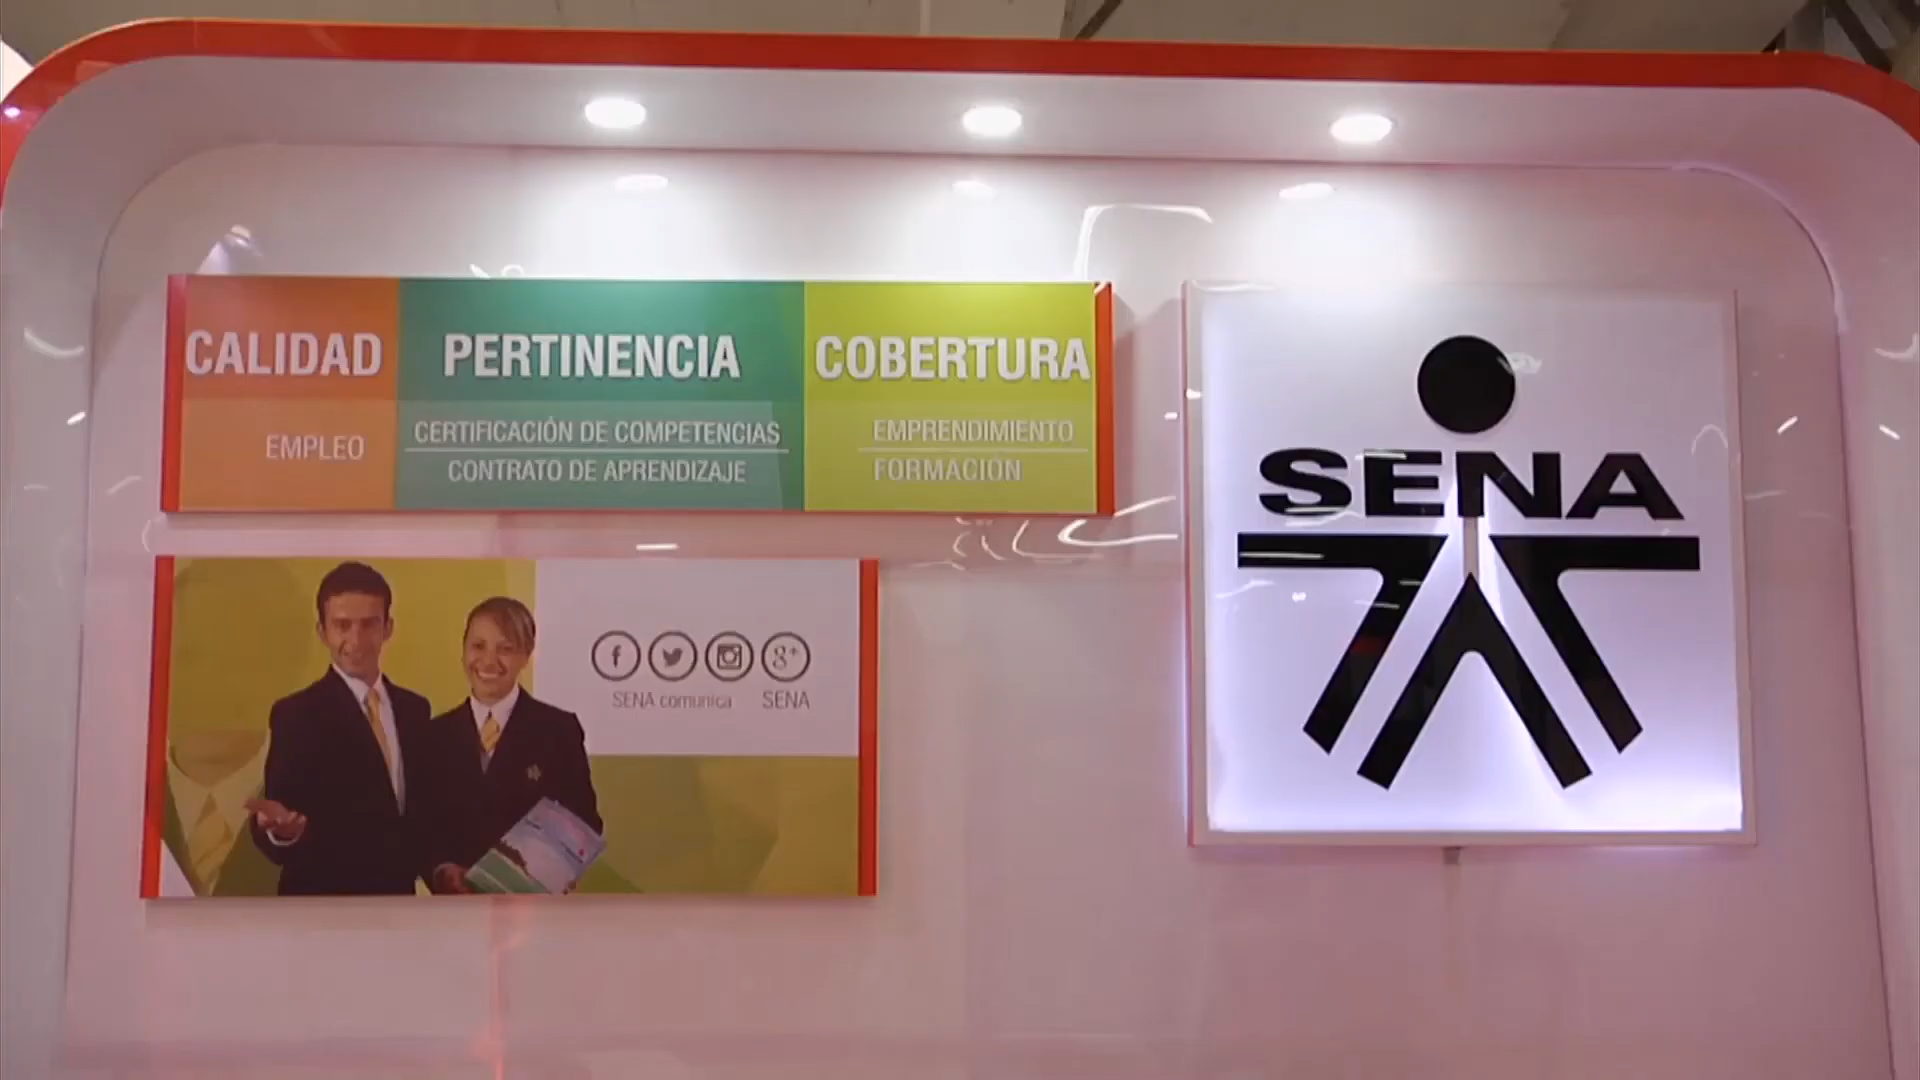 CALIDAD
EMPLEO
PERTINENCIA
CERTIFICACIÓN DE COMPETENCIAS
CONTRATO DE APRENDIZAJE
COBERTURA
EMPRENDIMIENTO
FORMACIÓN
SENA comunica SENA
SENA